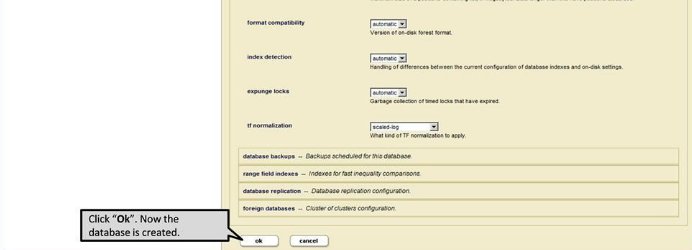 format compatibility
automatic
Version of on-disk forest format.
index detection
automatic
Handling of differences between the current configuration of database indexes and on-disk settings.
expunge locks
automatic
Garbage collection of timed locks that have expired.
tf normalization
scaled-log
What kind of TF normalization to apply.
database backups -- Backups scheduled for this database.
range field indexes -- Indexes for fast inequality comparisons.
database replication -- Database replication configuration.
foreign databases -- Cluster of clusters configuration.
Click “Ok”. Now the
database is created.
ok cancel